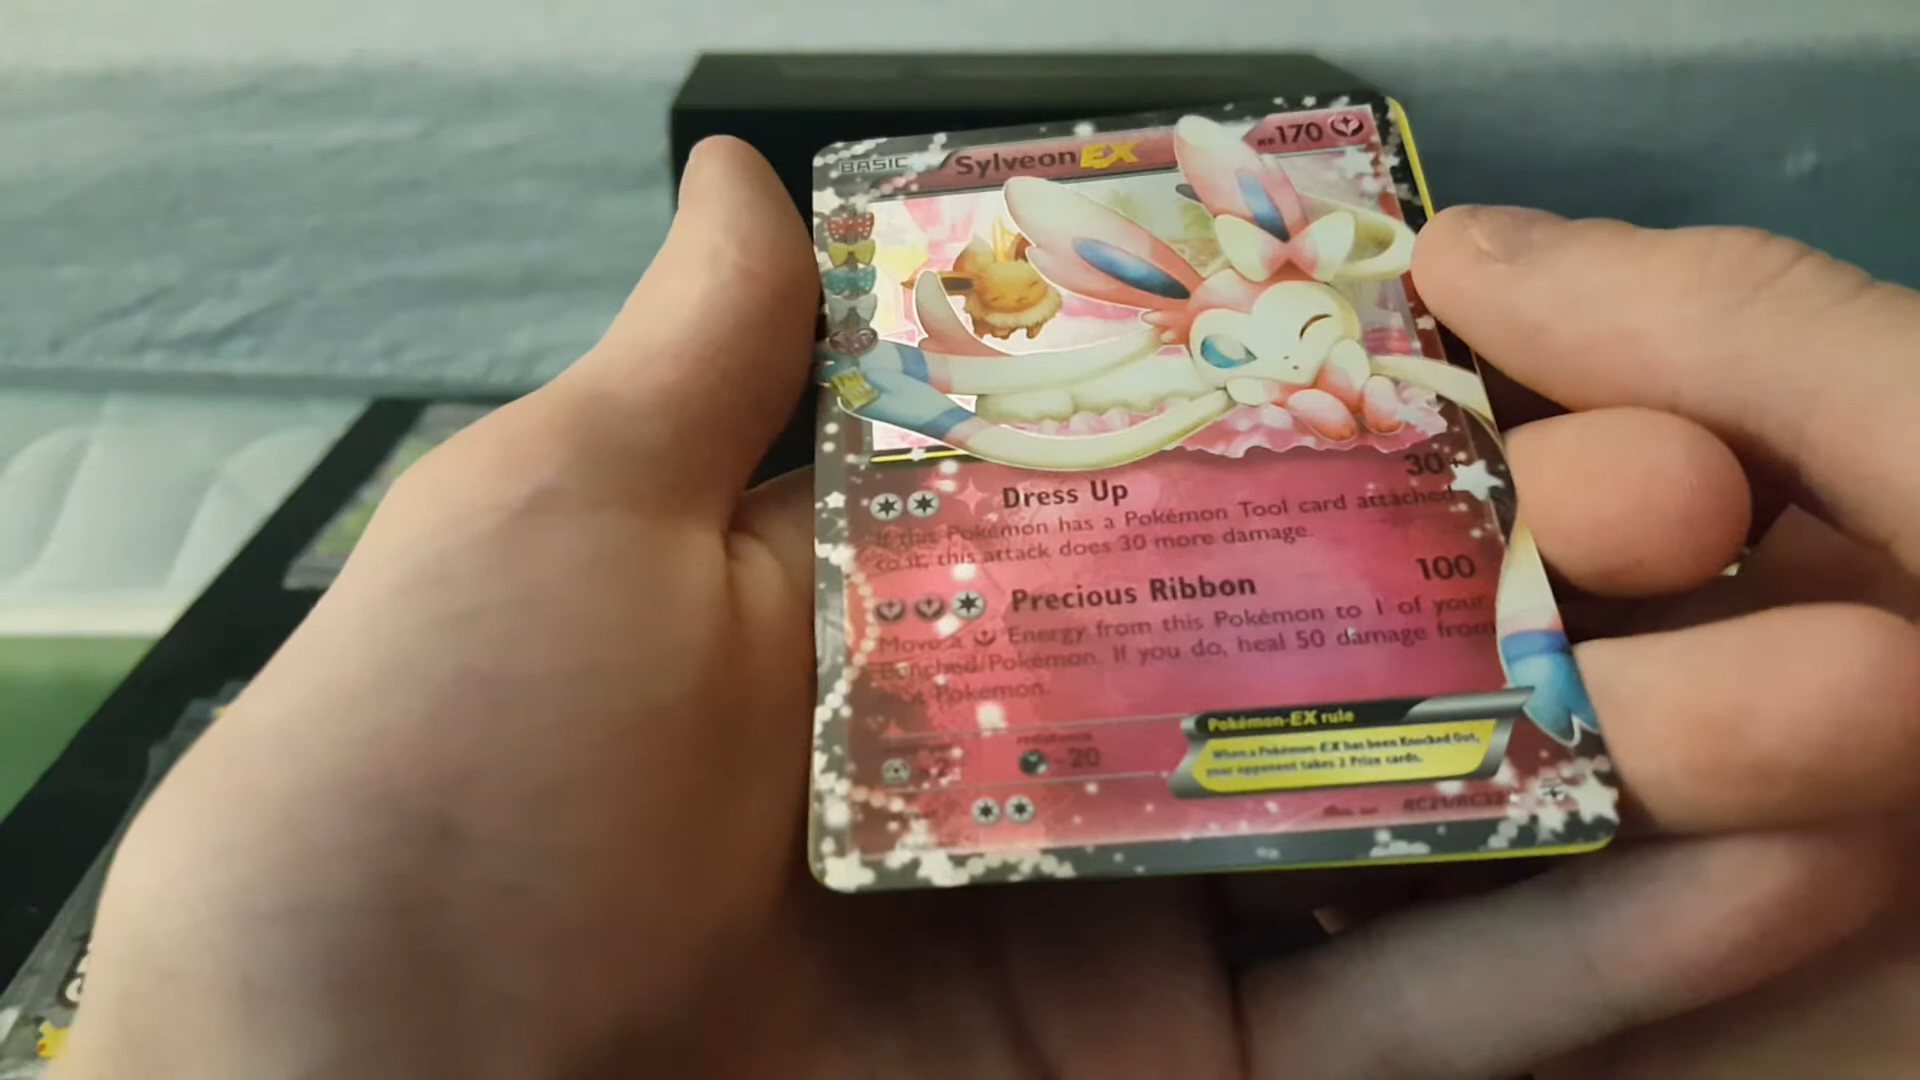 BASIC Sylveon EX HP170
Dress Up 30+
If this Pokémon has a Pokémon Tool card attached
to it, this attack does 30 more damage.
Precious Ribbon 100
Move a Energy from this Pokémon to 1 of your
Benched Pokémon. If you do, heal 50 damage from
Pokémon.
resistance
-20
Pokémon-EX rule
When a Pokémon-EX has been Knocked Out,
your opponent takes 2 Prize cards.